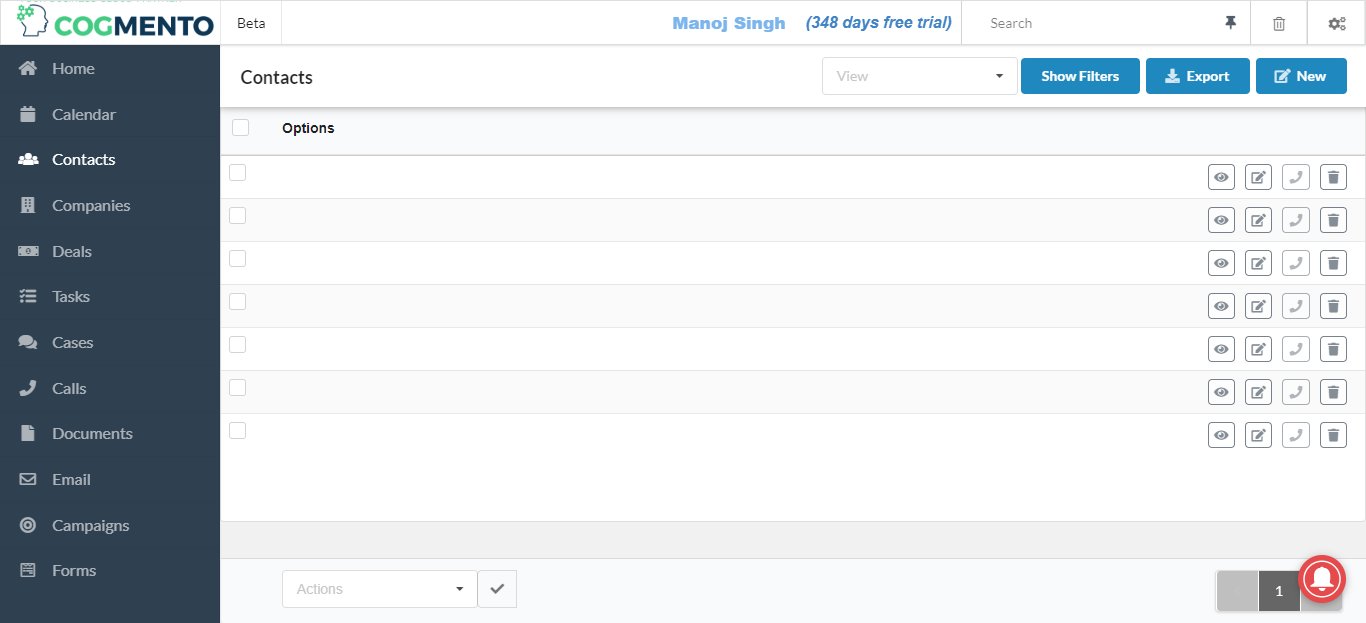 COGMENTO
Beta
Manoj Singh
(348 days free trial)
Search
Home
Calendar
Contacts
Companies
Deals
Tasks
Cases
Calls
Documents
Email
Campaigns
Forms
Contacts
View
Show Filters
Export
New
Options
Actions
1